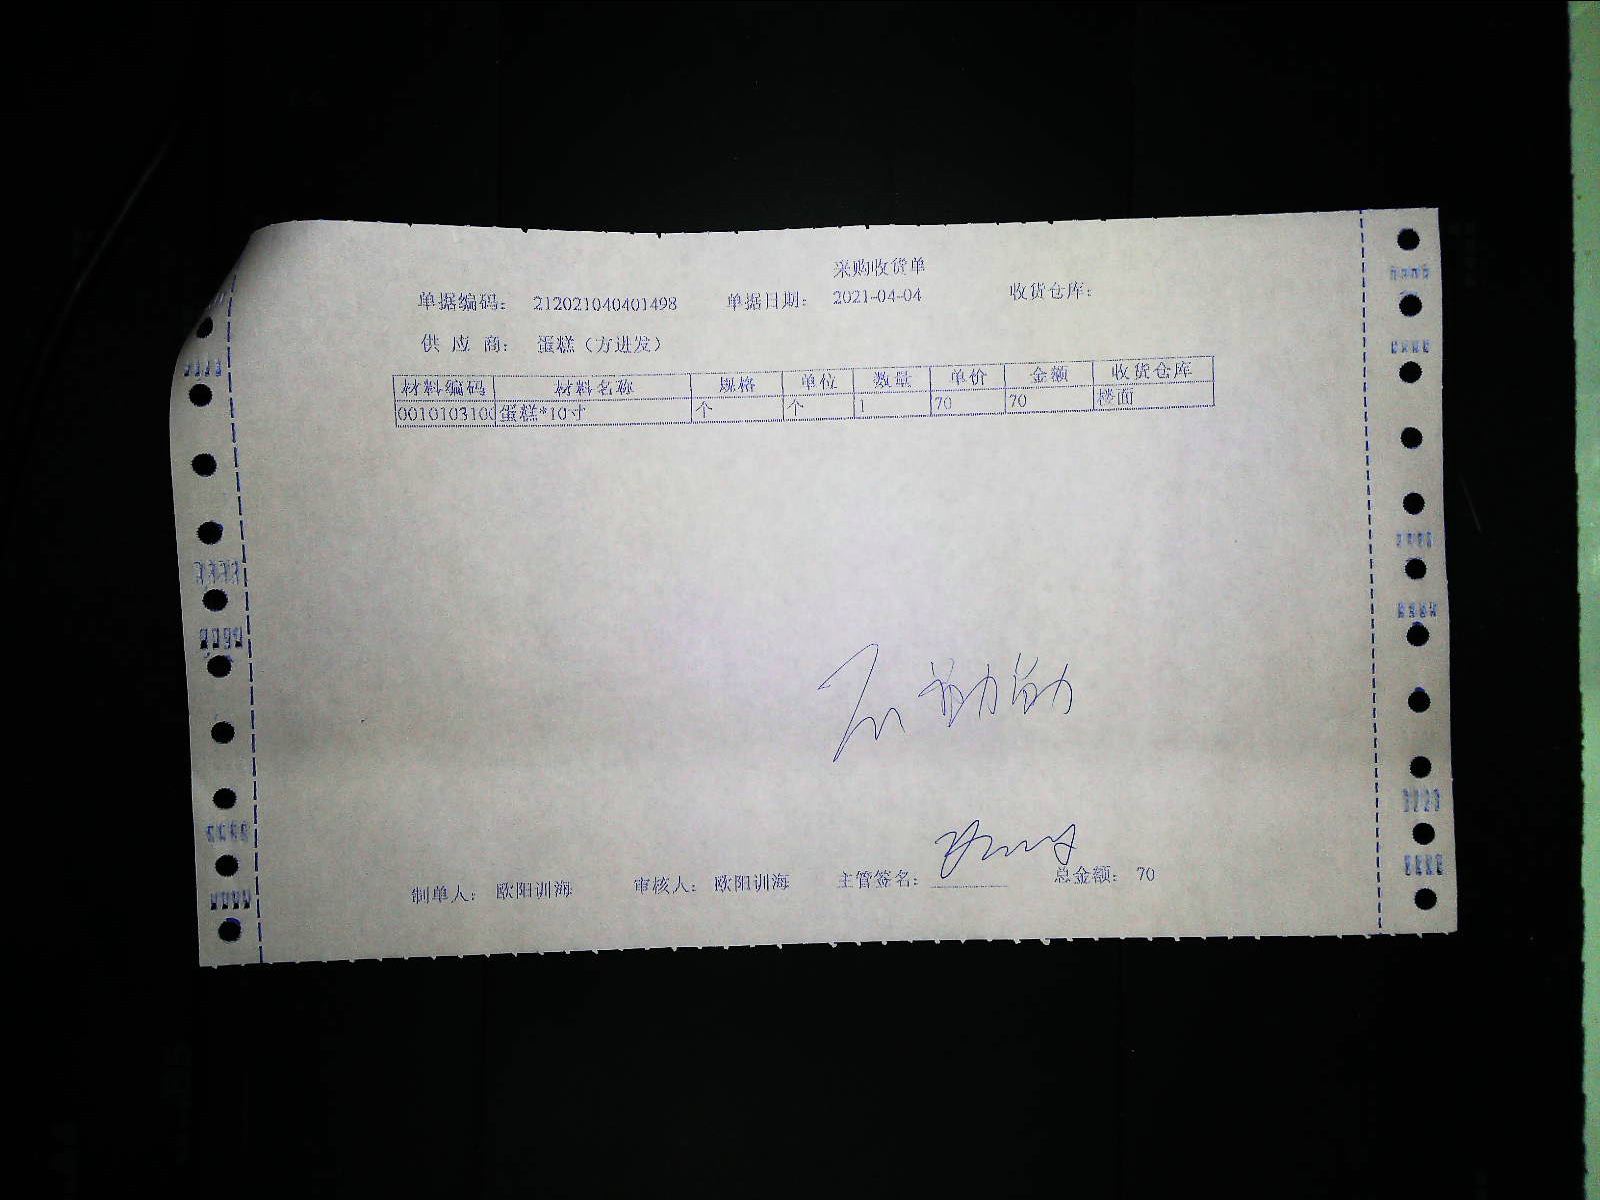 采购收货单
单据编码： 212021040401498 单据日期： 2021-04-04 收货仓库：
供 应 商： 蛋糕（方进发）
材料编码 材料名称 规格 单位 数量 单价 金额 收货仓库
0010103100 蛋糕*10寸 个 个 1 70 70 楼面
制单人： 欧阳训海 审核人： 欧阳训海 主管签名： 总金额： 70